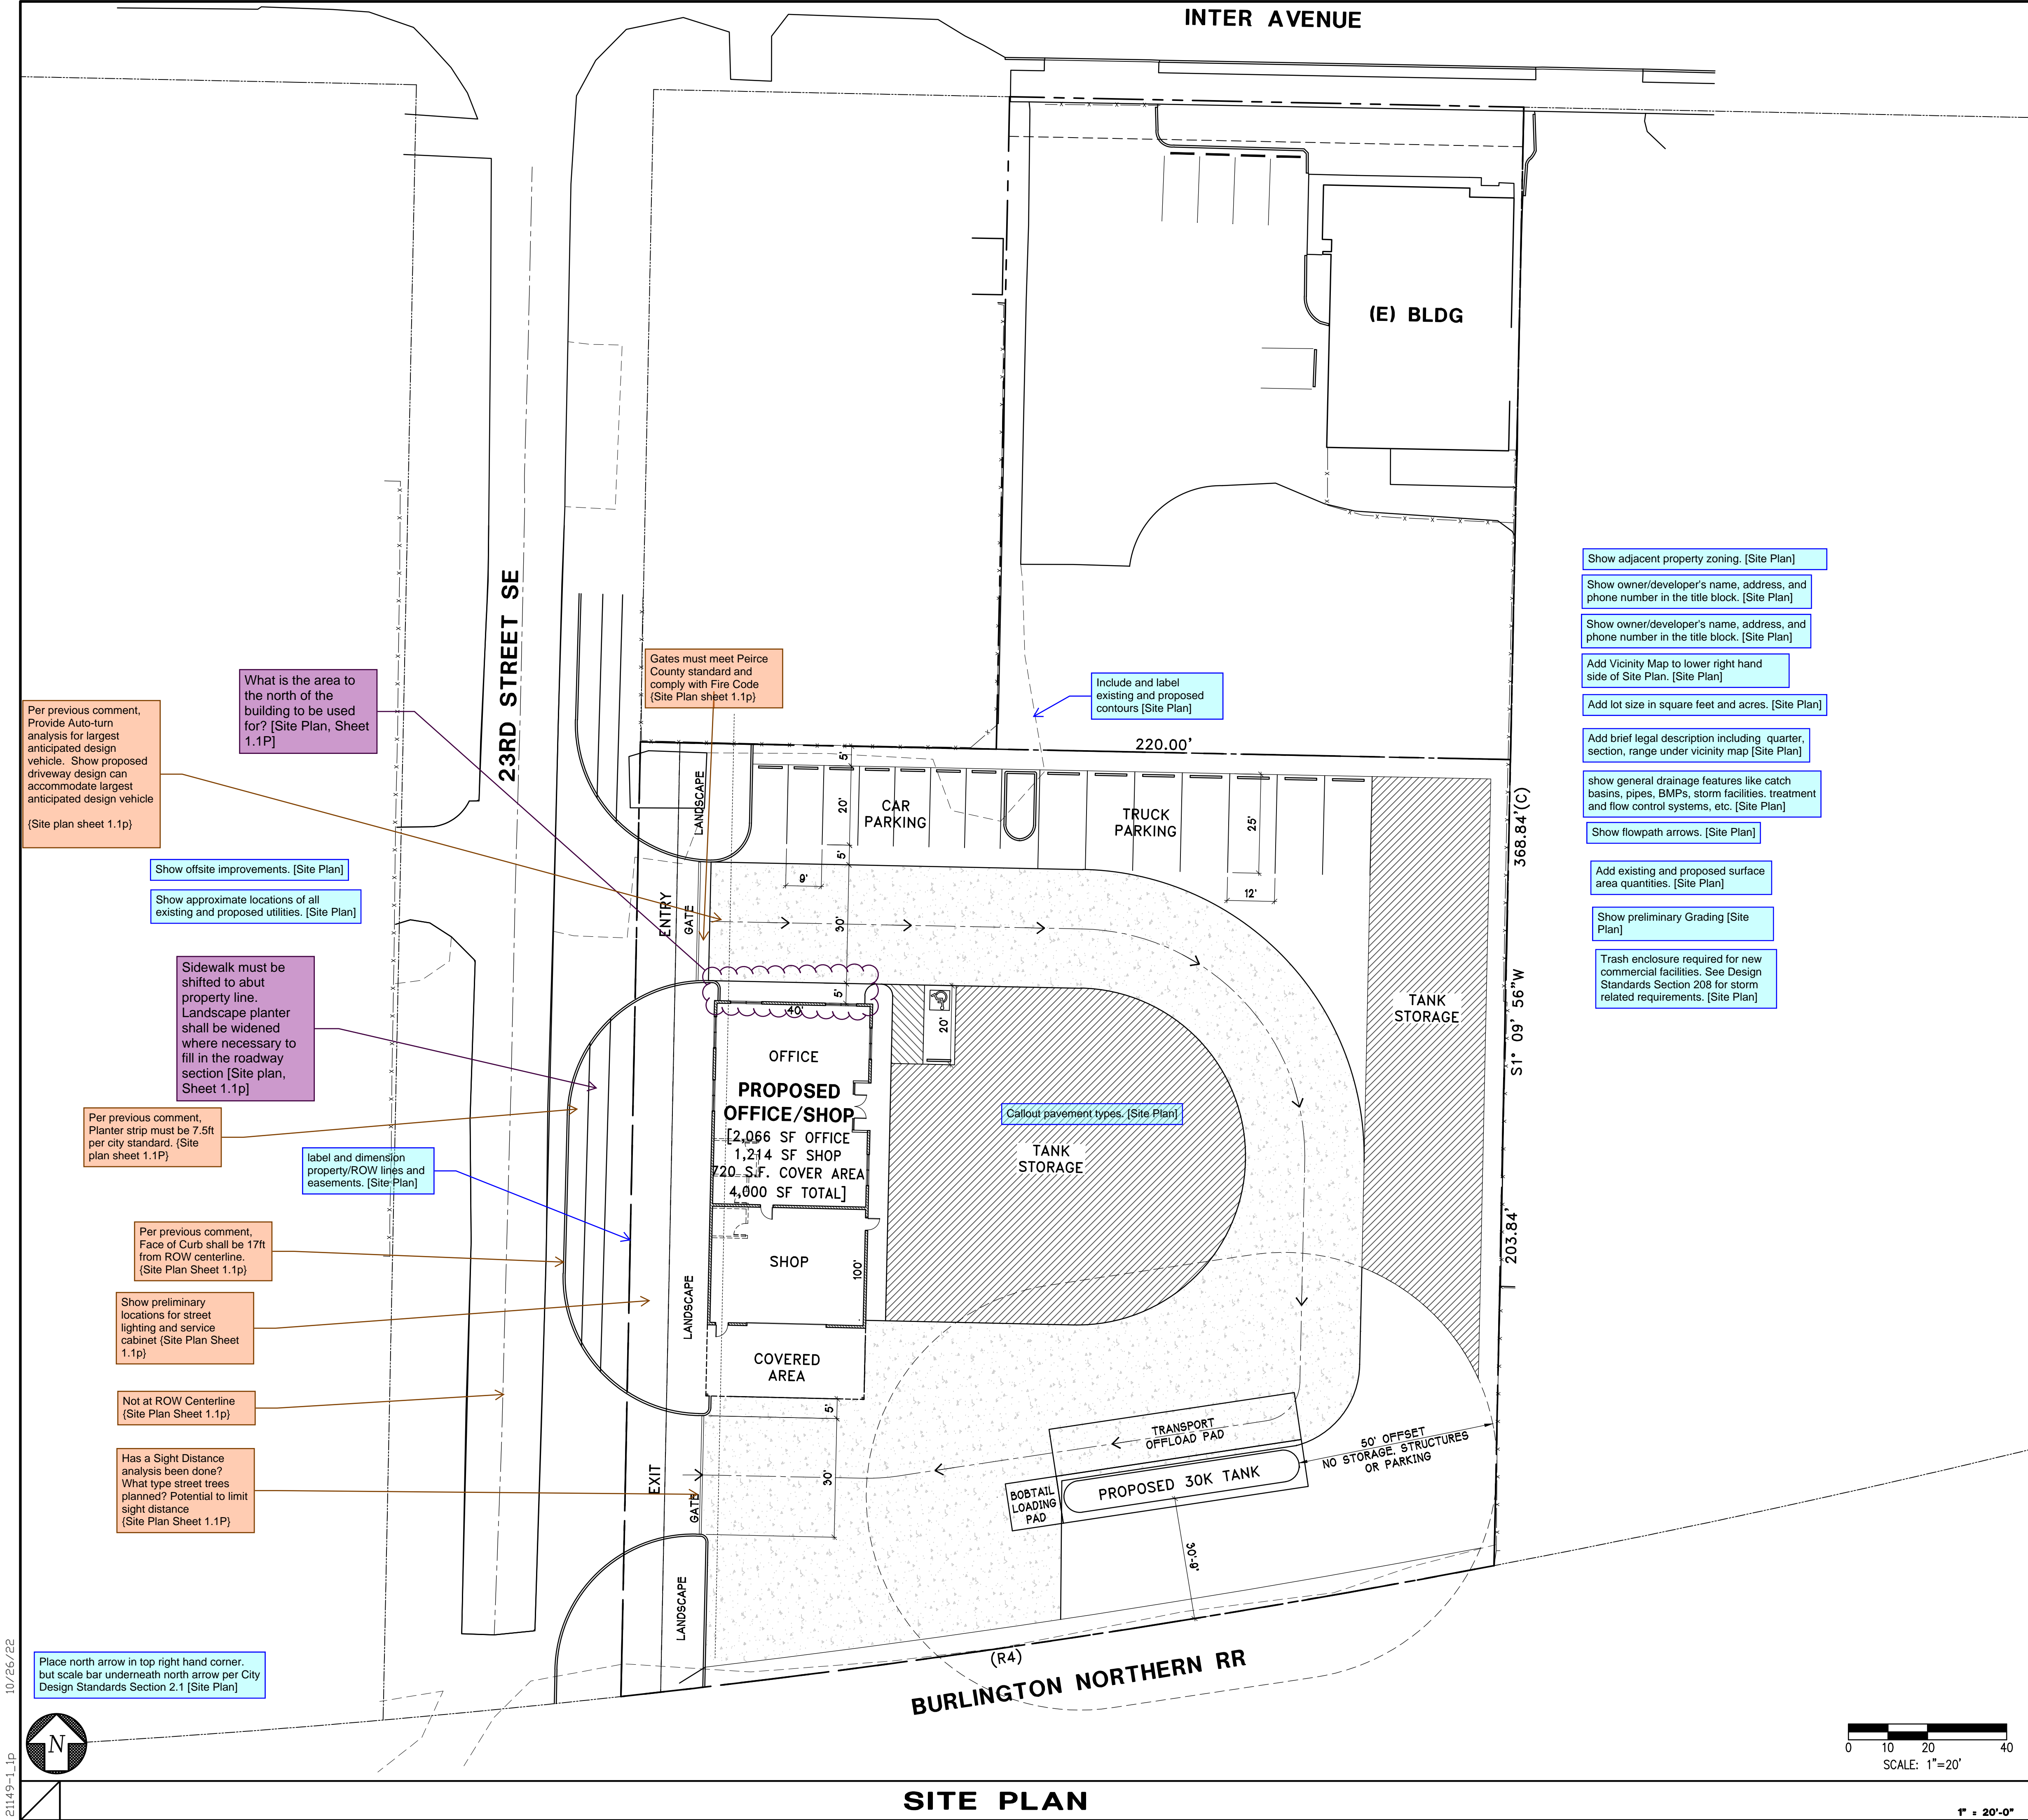 INTER AVENUE
(E) BLDG
23RD STREET SE
Gates must meet Peirce
County standard and
comply with Fire Code
{Site Plan sheet 1.1p}
What is the area to
the north of the
building to be used
for? [Site Plan, Sheet
1.1P]
Per previous comment,
Provide Auto-turn
analysis for largest
anticipated design
vehicle.  Show proposed
driveway design can
accommodate largest
anticipated design vehicle
{Site plan sheet 1.1p}
Include and label
existing and proposed
contours [Site Plan]
Show adjacent property zoning. [Site Plan]
Show owner/developer's name, address, and
phone number in the title block. [Site Plan]
Show owner/developer's name, address, and
phone number in the title block. [Site Plan]
Add Vicinity Map to lower right hand
side of Site Plan. [Site Plan]
Add lot size in square feet and acres. [Site Plan]
Add brief legal description including  quarter,
section, range under vicinity map [Site Plan]
show general drainage features like catch
basins, pipes, BMPs, storm facilities. treatment
and flow control systems, etc. [Site Plan]
Show flowpath arrows. [Site Plan]
Add existing and proposed surface
area quantities. [Site Plan]
Show preliminary Grading [Site
Plan]
Trash enclosure required for new
commercial facilities. See Design
Standards Section 208 for storm
related requirements. [Site Plan]
220.00'
368.84'(C)
S1° 09' 56"W
203.84'
LANDSCAPE
5'
20'
5'
CAR
PARKING
TRUCK
PARKING
25'
9'
12'
Show offsite improvements. [Site Plan]
Show approximate locations of all
existing and proposed utilities. [Site Plan]
ENTRY
GATE
30'
5'
40'
20'
TANK
STORAGE
Sidewalk must be
shifted to abut
property line.
Landscape planter
shall be widened
where necessary to
fill in the roadway
section [Site plan,
Sheet 1.1p]
OFFICE
PROPOSED
OFFICE/SHOP
[2,066 SF OFFICE
1,214 SF SHOP
720 S.F. COVER AREA
4,000 SF TOTAL]
Callout pavement types. [Site Plan]
TANK
STORAGE
Per previous comment,
Planter strip must be 7.5ft
per city standard. {Site
plan sheet 1.1P}
label and dimension
property/ROW lines and
easements. [Site Plan]
Per previous comment,
Face of Curb shall be 17ft
from ROW centerline.
{Site Plan Sheet 1.1p}
SHOP
100'
LANDSCAPE
Show preliminary
locations for street
lighting and service
cabinet {Site Plan Sheet
1.1p}
COVERED
AREA
Not at ROW Centerline
{Site Plan Sheet 1.1p}
5'
Has a Sight Distance
analysis been done?
What type street trees
planned? Potential to limit
sight distance
{Site Plan Sheet 1.1P}
EXIT
GATE
30'
TRANSPORT
OFFLOAD PAD
50' OFFSET
NO STORAGE, STRUCTURES
OR PARKING
BOBTAIL
LOADING
PAD
PROPOSED 30K TANK
30'-9"
LANDSCAPE
(R4)
BURLINGTON NORTHERN RR
Place north arrow in top right hand corner.
but scale bar underneath north arrow per City
Design Standards Section 2.1 [Site Plan]
N
0 10 20 40
SCALE: 1"=20'
SITE PLAN
1" = 20'-0"
21149-1_1p 10/26/22